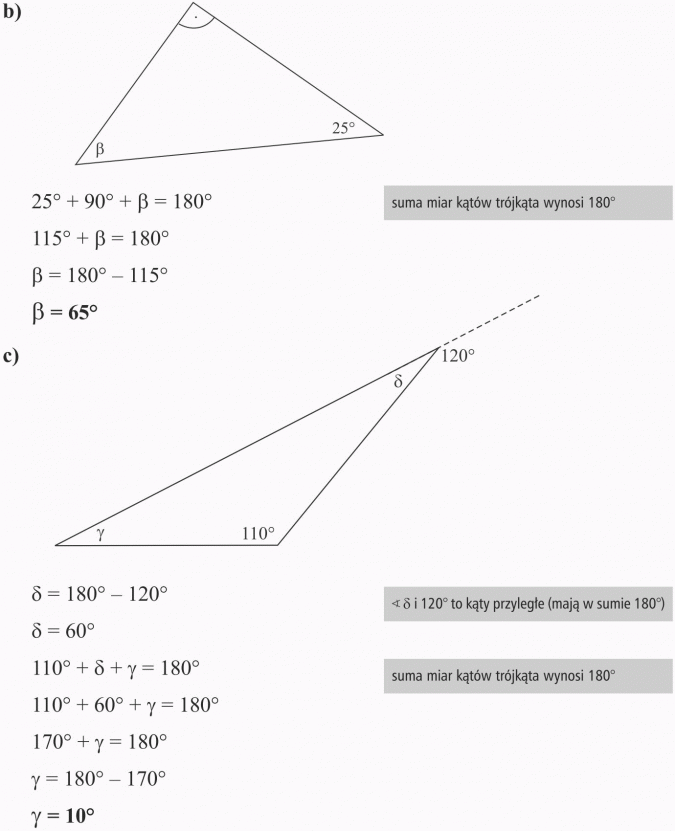 b)
β
25°
25° + 90° + β = 180°
suma miar kątów trójkąta wynosi 180°
115° + β = 180°
β = 180° – 115°
β = 65°
c)
120°
δ
γ
110°
δ = 180° – 120°
∢ δ i 120° to kąty przyległe (mają w sumie 180°)
δ = 60°
110° + δ + γ = 180°
suma miar kątów trójkąta wynosi 180°
110° + 60° + γ = 180°
170° + γ = 180°
γ = 180° – 170°
γ = 10°